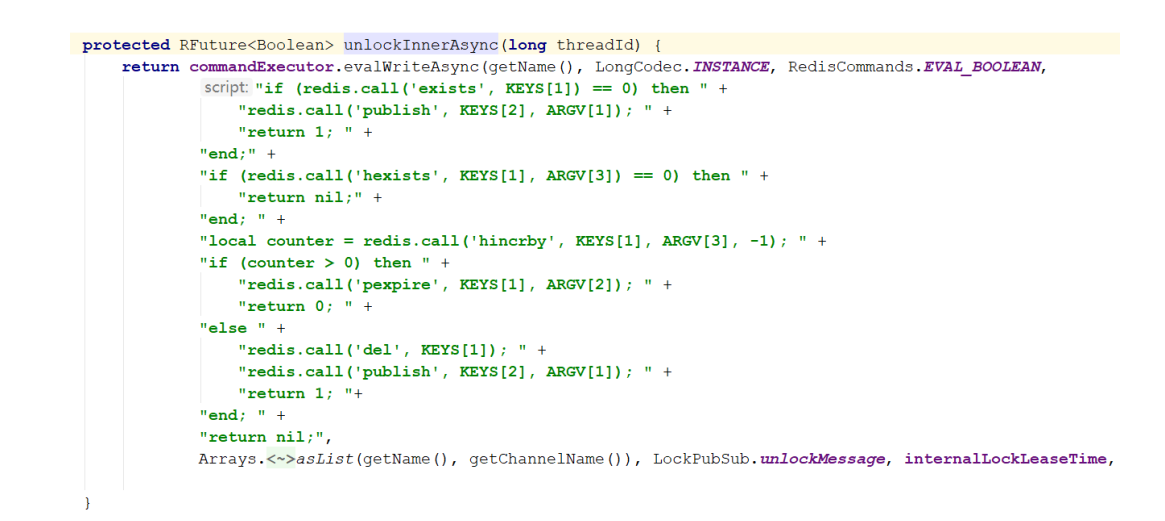 protected RFuture<Boolean> unlockInnerAsync(long threadId) {
return commandExecutor.evalWriteAsync(getName(), LongCodec.INSTANCE, RedisCommands.EVAL_BOOLEAN,
script: "if (redis.call('exists', KEYS[1]) == 0) then " +
"redis.call('publish', KEYS[2], ARGV[1]); " +
"return 1; " +
"end;" +
"if (redis.call('hexists', KEYS[1], ARGV[3]) == 0) then " +
"return nil;" +
"end; " +
"local counter = redis.call('hincrby', KEYS[1], ARGV[3], -1); " +
"if (counter > 0) then " +
"redis.call('pexpire', KEYS[1], ARGV[2]); " +
"return 0; " +
"else " +
"redis.call('del', KEYS[1]); " +
"redis.call('publish', KEYS[2], ARGV[1]); " +
"return 1; "+
"end; " +
"return nil;",
Arrays.<~>asList(getName(), getChannelName()), LockPubSub.unlockMessage, internalLockLeaseTime,
}